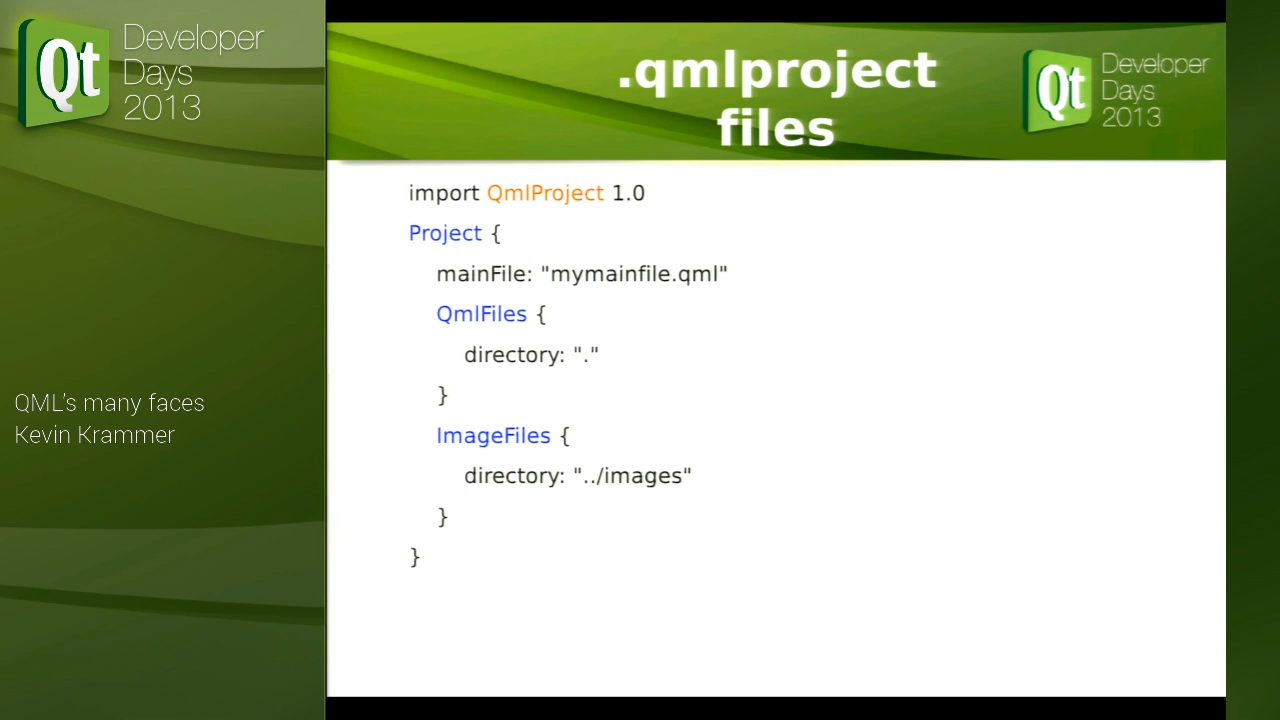 Qt Developer
Days
2013
QML's many faces
Kevin Krammer
.qmlproject
files
Qt Developer
Days
2013
import QmlProject 1.0
Project {
mainFile: "mymainfile.qml"
QmlFiles {
directory: "."
}
ImageFiles {
directory: "../images"
}
}